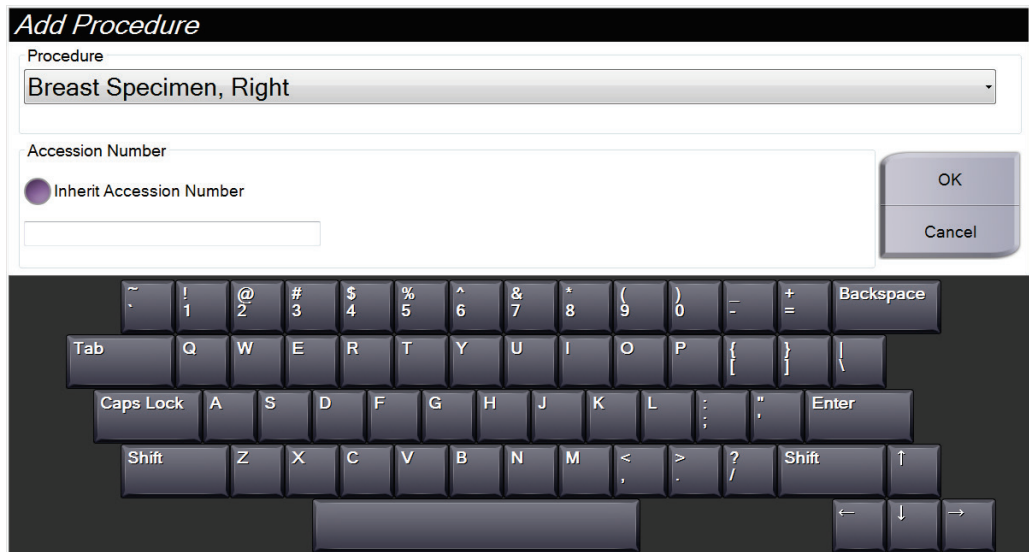 Add Procedure
Procedure
Breast Specimen, Right
Accession Number
Inherit Accession Number
OK
Cancel
~ ! @ # $ % ^ & * ( ) _ + Backspace
` 1 2 3 4 5 6 7 8 9 0 - =
Tab Q W E R T Y U I O P { } |
[ ] \
Caps Lock A S D F G H J K L : " Enter
; '
Shift Z X C V B N M < > ? Shift ↑
, . /
← ↓ →